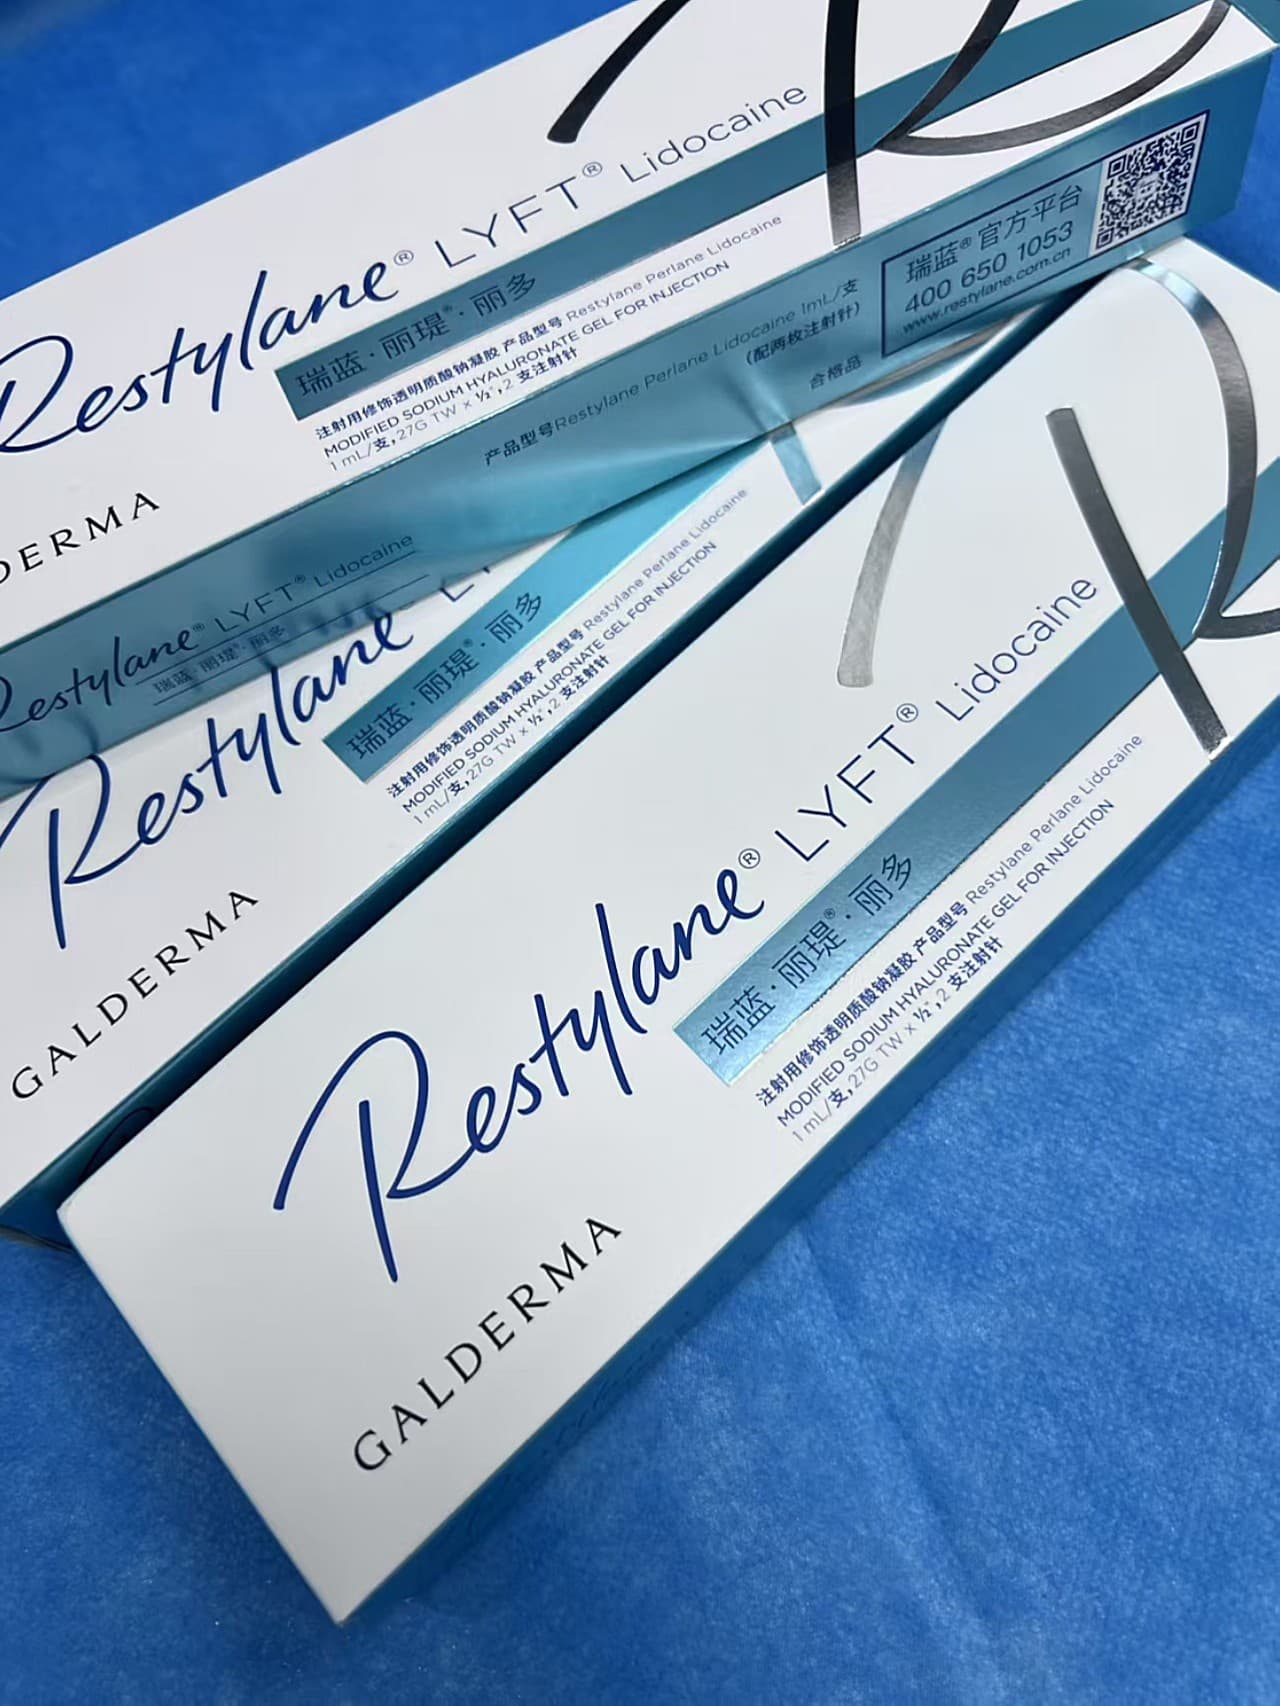 Restylane® LYFT® Lidocaine
瑞蓝·丽瑅®·丽多
注射用修饰透明质酸钠凝胶 产品型号 Restylane Perlane Lidocaine
MODIFIED SODIUM HYALURONATE GEL FOR INJECTION
1 mL/支, 27G TW × ½", 2 支注射针
DERMA
Restylane® LYFT® Lidocaine
瑞蓝·丽瑅®·丽多
产品型号Restylane Perlane Lidocaine 1mL/支
(配两枚注射针)
合格品
瑞蓝® 官方平台
400 650 1053
www.restylane.com.cn
Restylane
瑞蓝·丽瑅®·丽多
注射用修饰透明质酸钠凝胶 产品型号 Restylane Perlane Lidocaine
MODIFIED SODIUM HYALURONATE GEL FOR INJECTION
1 mL/支, 27G TW × ½", 2 支注射针
GALDERMA
Restylane® LYFT® Lidocaine
瑞蓝·丽瑅®·丽多
注射用修饰透明质酸钠凝胶 产品型号 Restylane Perlane Lidocaine
MODIFIED SODIUM HYALURONATE GEL FOR INJECTION
1 mL/支, 27G TW × ½", 2 支注射针
GALDERMA